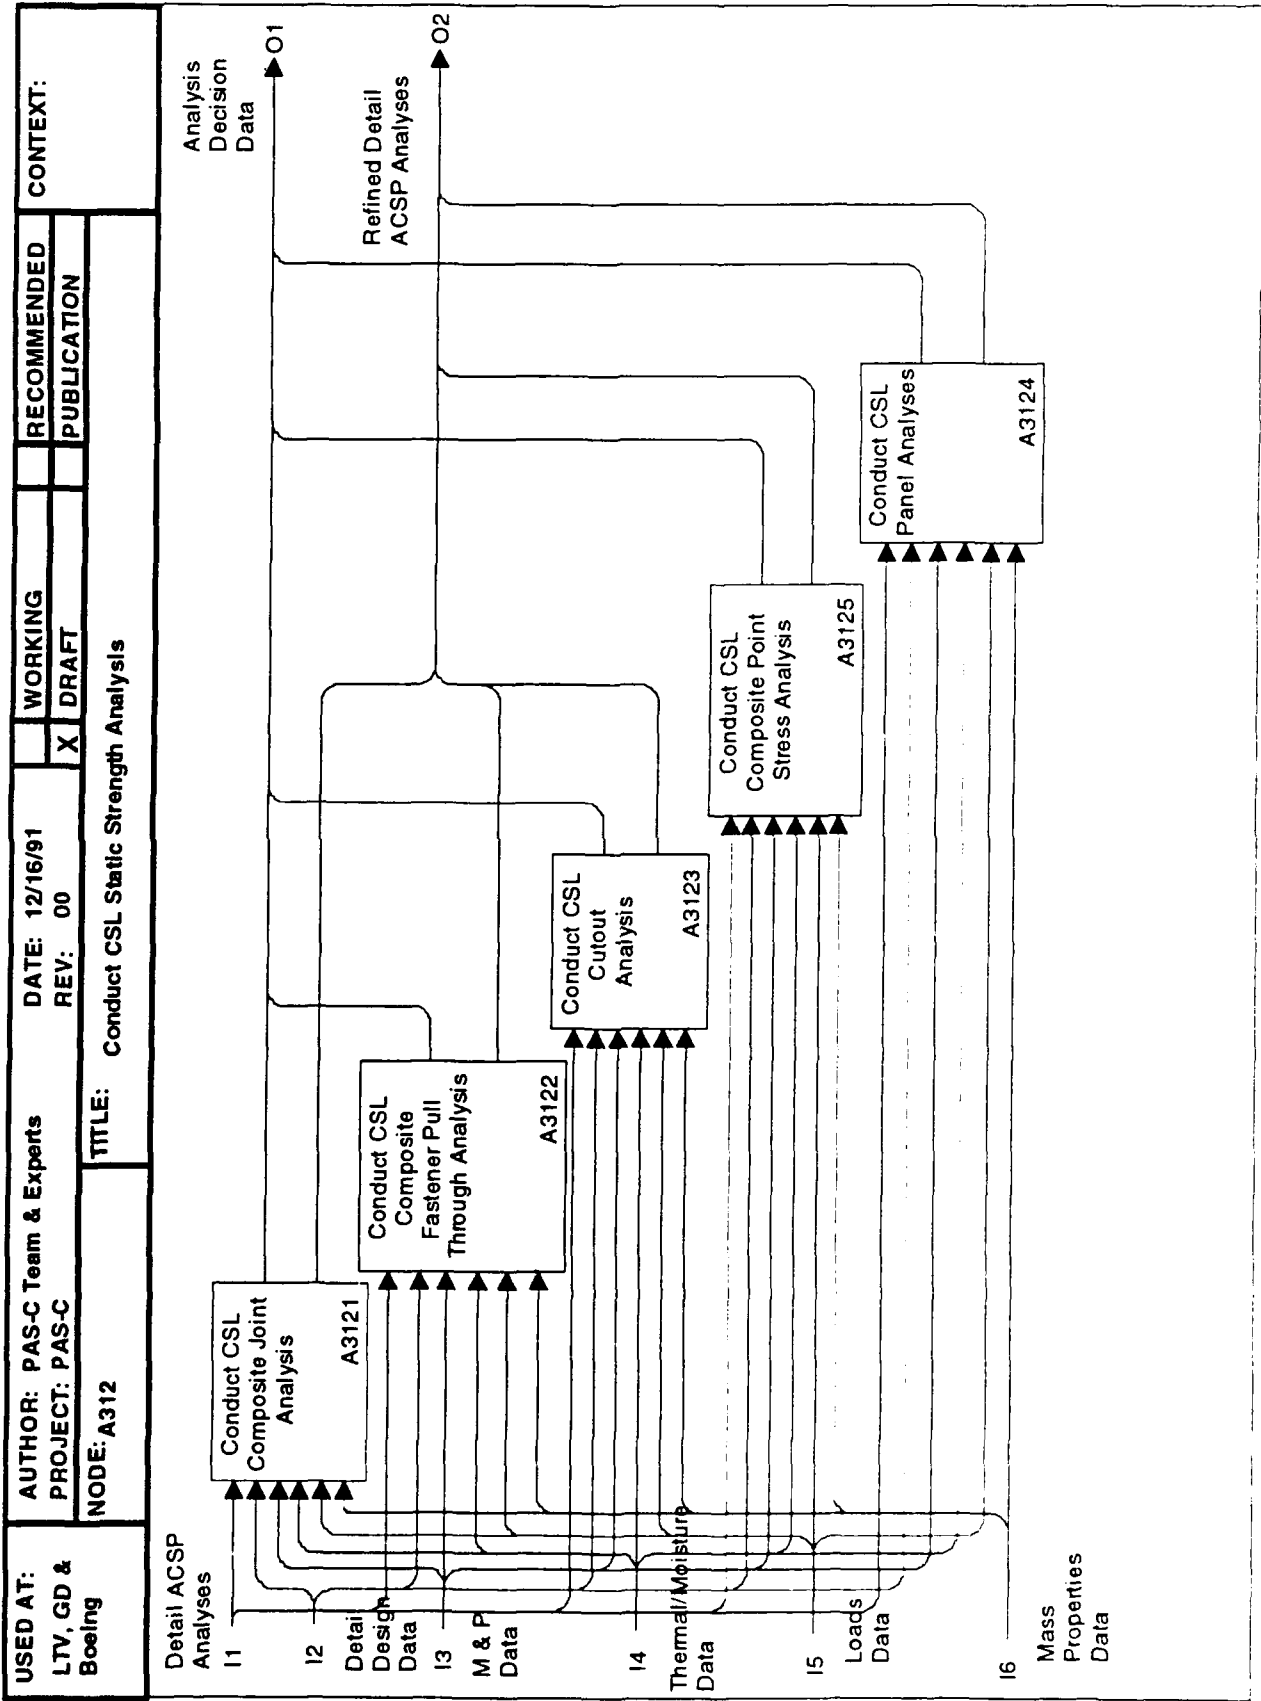 USED AT:
LTV, GD &
Boeing
AUTHOR: PAS-C Team & Experts
PROJECT: PAS-C
DATE: 12/16/91
REV: 00
WORKING
X DRAFT
RECOMMENDED
PUBLICATION
CONTEXT:
NODE: A312
TITLE: Conduct CSL Static Strength Analysis
Detail ACSP
Analyses
I1
I2
Detail
Design
Data
I3
M & P
Data
I4
Thermal/Moisture
Data
I5
Loads
Data
I6
Mass
Properties
Data
Conduct CSL
Composite Joint
Analysis
A3121
Conduct CSL
Composite
Fastener Pull
Through Analysis
A3122
Conduct CSL
Cutout
Analysis
A3123
Conduct CSL
Composite Point
Stress Analysis
A3125
Conduct CSL
Panel Analyses
A3124
Analysis
Decision
Data
O1
Refined Detail
ACSP Analyses
O2